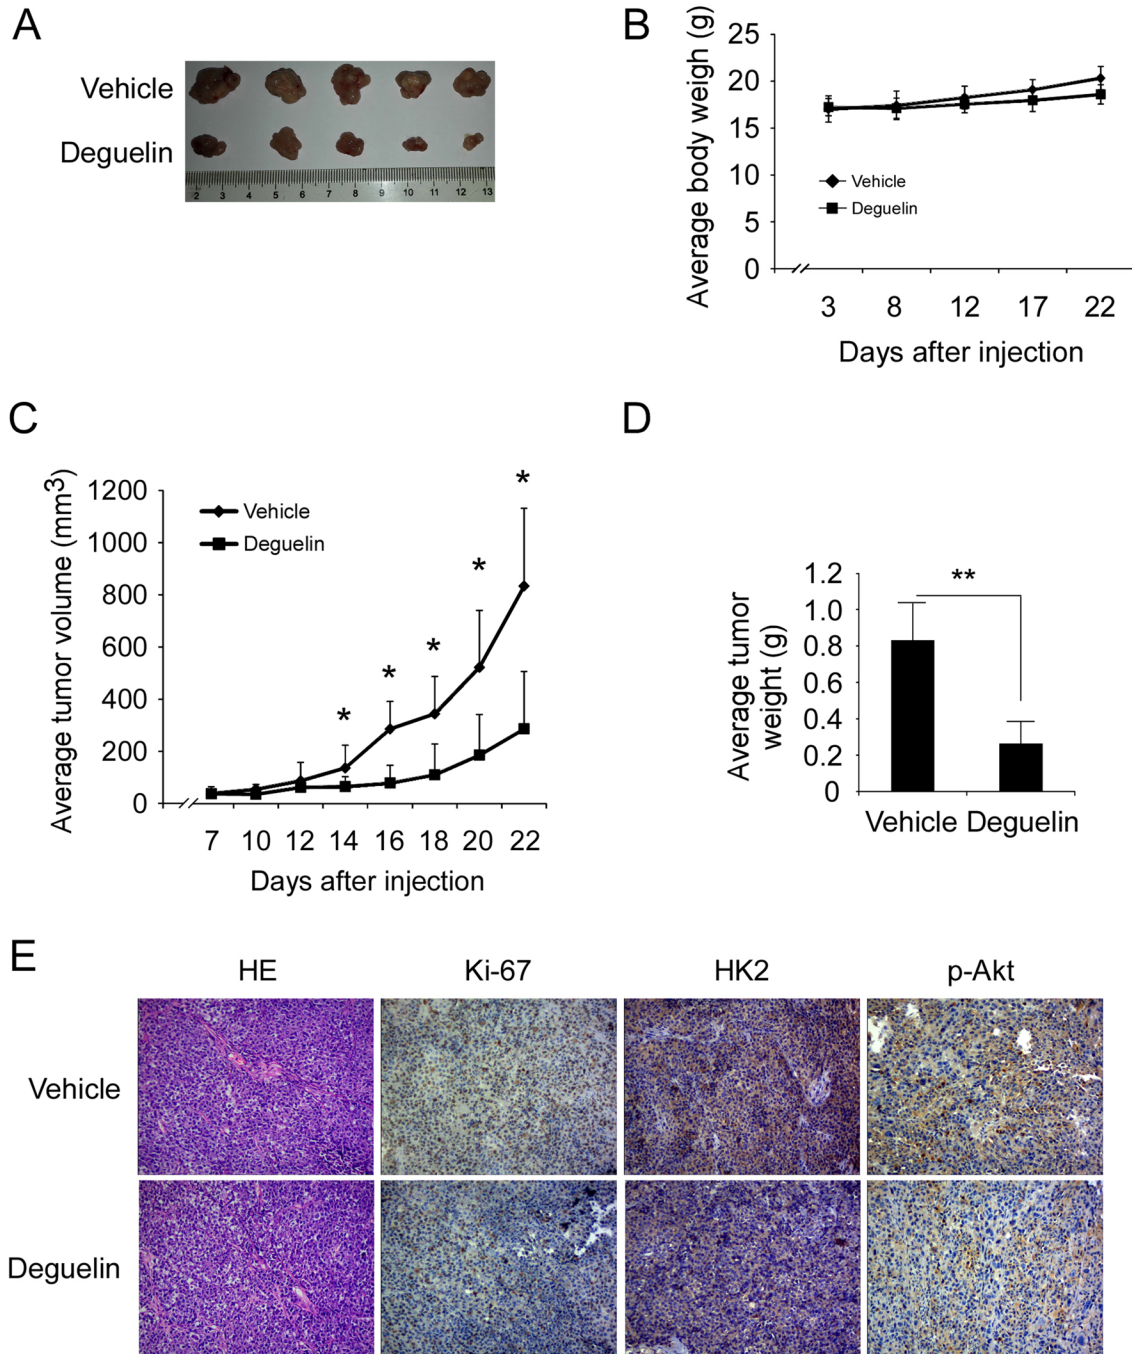 A
Vehicle
Deguelin
2 3 4 5 6 7 8 9 10 11 12 13
B
Average body weigh (g)
25
20
15
10
5
0
Vehicle
Deguelin
3 8 12 17 22
Days after injection
C
Average tumor volume (mm3)
1200
1000
800
600
400
200
0
Vehicle
Deguelin
* * * * *
7 10 12 14 16 18 20 22
Days after injection
D
Average tumor
weight (g)
1.2
1.0
0.8
0.6
0.4
0.2
0
**
Vehicle Deguelin
E
HE Ki-67 HK2 p-Akt
Vehicle
Deguelin